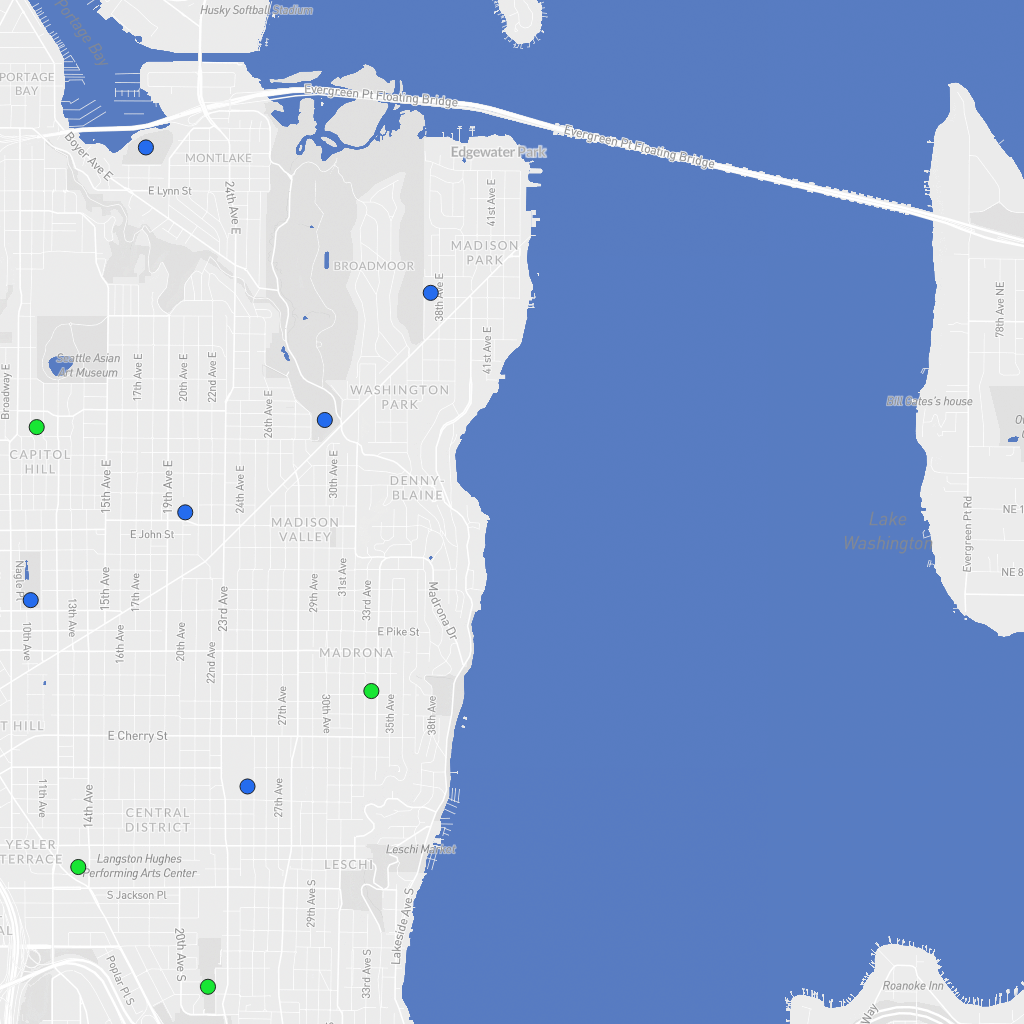 Husky Softball Stadium
Portage Bay
PORTAGE
BAY
Evergreen Pt Floating Bridge
Evergreen Pt Floating Bridge
Boyer Ave E
MONTLAKE
Edgewater Park
E Lynn St
24th Ave E
41st Ave E
MADISON
PARK
BROADMOOR
38th Ave E
78th Ave NE
Seattle Asian
Art Museum
Broadway E
17th Ave E
20th Ave E
22nd Ave E
41st Ave E
26th Ave E
WASHINGTON
PARK
Bill Gates's house
CAPITOL
HILL
15th Ave E
19th Ave E
24th Ave E
30th Ave E
DENNY-
BLAINE
E John St
MADISON
VALLEY
Lake
Washington
Evergreen Pt Rd
NE 1
NE 8
Nagle Pl
15th Ave E
17th Ave
13th Ave
10th Ave
16th Ave
20th Ave
22nd Ave
23rd Ave
29th Ave
31st Ave
33rd Ave
Madrona Dr
E Pike St
MADRONA
27th Ave
30th Ave
35th Ave
38th Ave
T HILL
E Cherry St
11th Ave
14th Ave
27th Ave
CENTRAL
DISTRICT
YESLER
TERRACE
Langston Hughes
Performing Arts Center
LESCHI
Leschi Market
S Jackson Pl
29th Ave S
Lakeside Ave S
20th Ave S
33rd Ave S
Poplar Pl S
AL
Roanoke Inn
Way